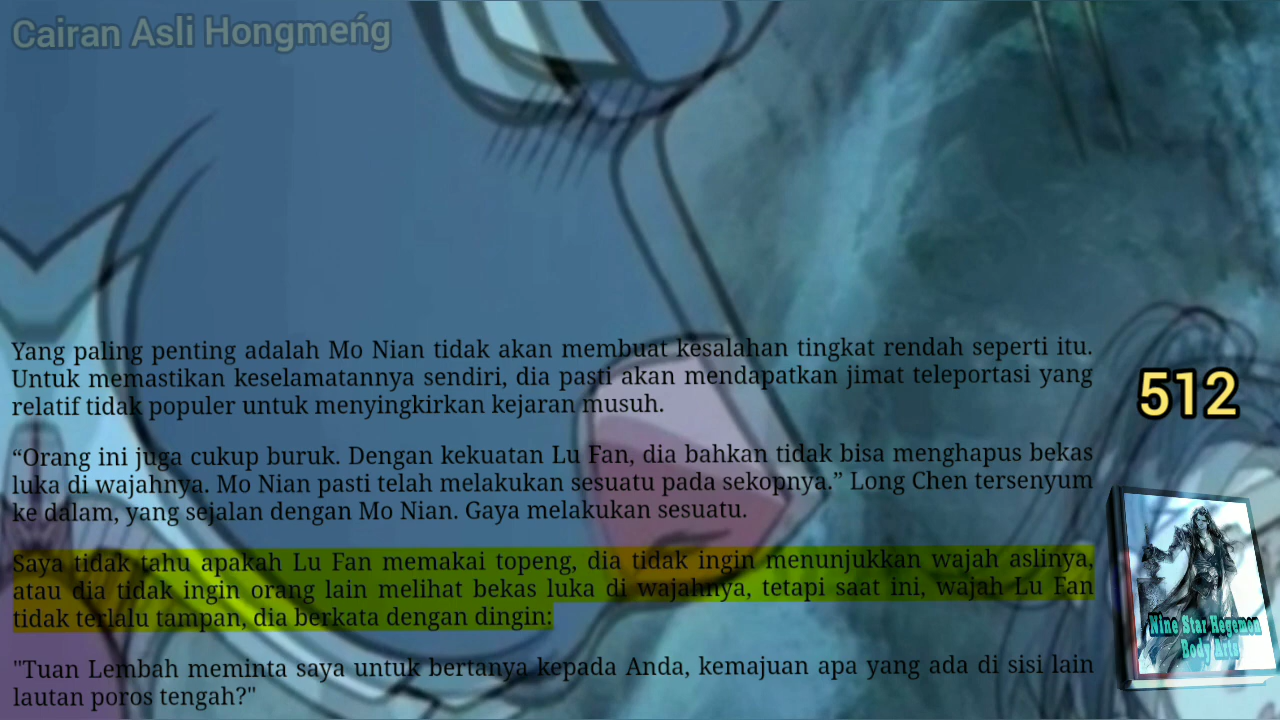 Cairan Asli Hongmeńg
Yang paling penting adalah Mo Nian tidak akan membuat kesalahan tingkat rendah seperti itu.
Untuk memastikan keselamatannya sendiri, dia pasti akan mendapatkan jimat teleportasi yang
relatif tidak populer untuk menyingkirkan kejaran musuh.
512
“Orang ini juga cukup buruk. Dengan kekuatan Lu Fan, dia bahkan tidak bisa menghapus bekas
luka di wajahnya. Mo Nian pasti telah melakukan sesuatu pada sekopnya.” Long Chen tersenyum
ke dalam, yang sejalan dengan Mo Nian. Gaya melakukan sesuatu.
Saya tidak tahu apakah Lu Fan memakai topeng, dia tidak ingin menunjukkan wajah aslinya,
atau dia tidak ingin orang lain melihat bekas luka di wajahnya, tetapi saat ini, wajah Lu Fan
tidak terlalu tampan, dia berkata dengan dingin:
"Tuan Lembah meminta saya untuk bertanya kepada Anda, kemajuan apa yang ada di sisi lain
lautan poros tengah?"
Nine Star Hegemon
Body Arts